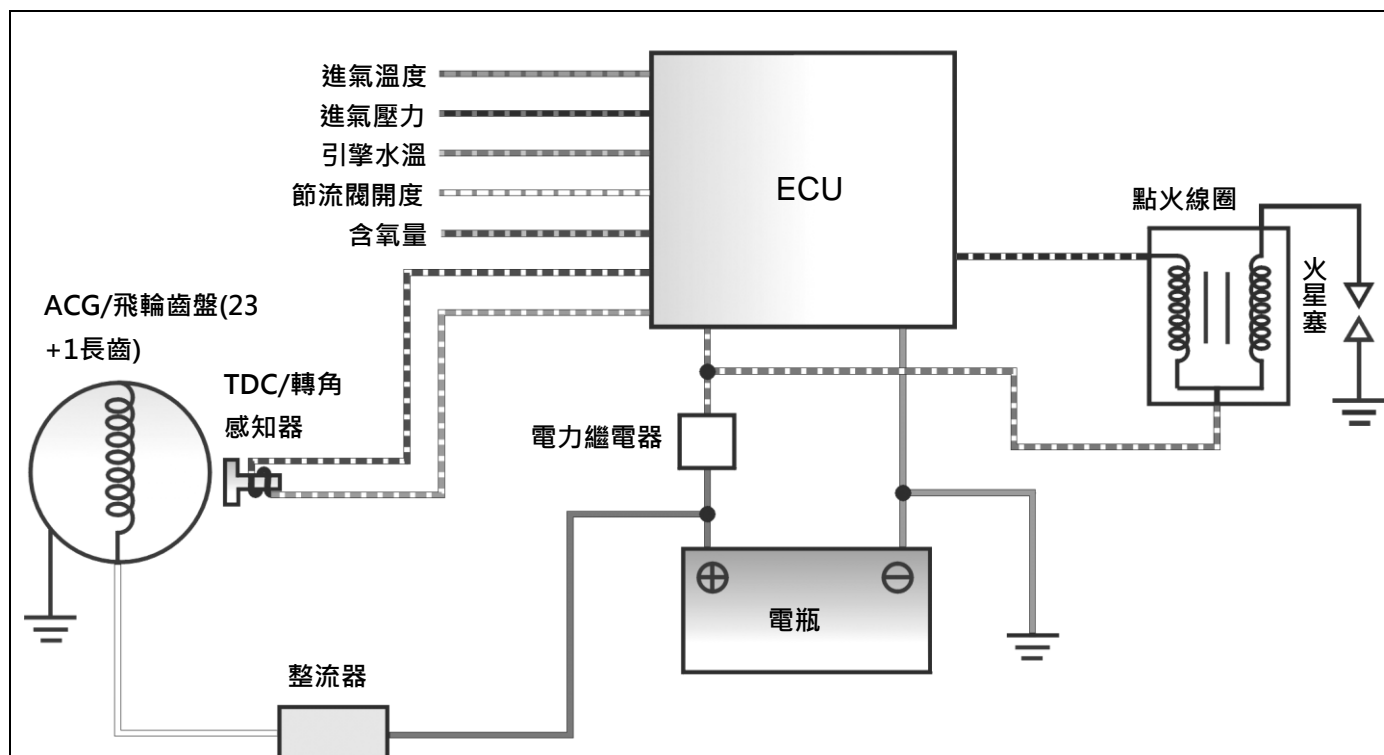 進氣溫度
進氣壓力
引擎水溫
節流閥開度
含氧量
ECU
點火線圈
火星塞
ACG/飛輪齒盤(23
+1長齒)
TDC/轉角
感知器
電力繼電器
電瓶
整流器